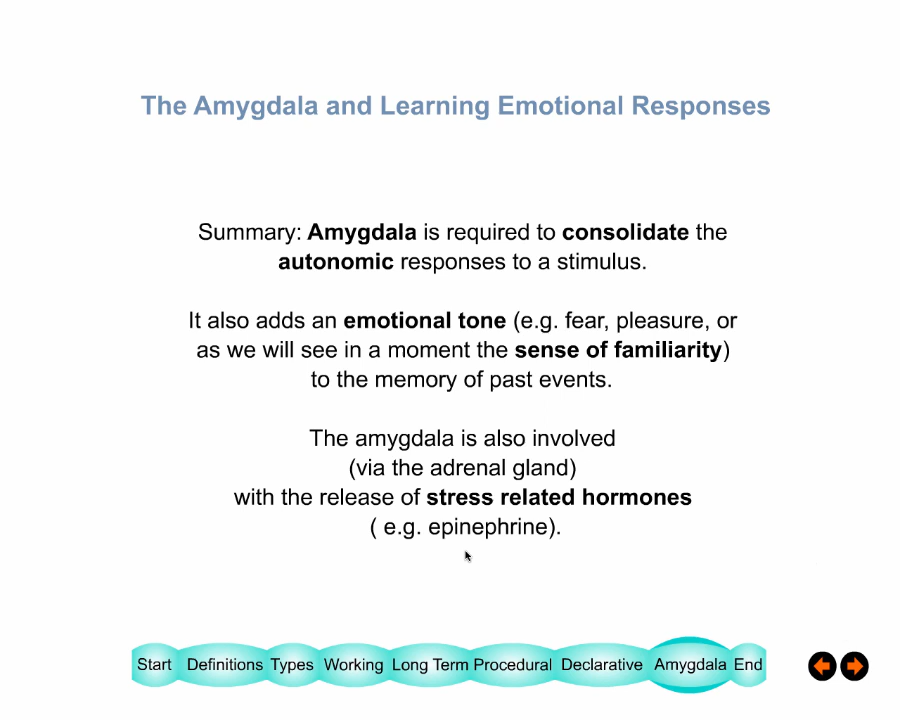 The Amygdala and Learning Emotional Responses
Summary: Amygdala is required to consolidate the
autonomic responses to a stimulus.
It also adds an emotional tone (e.g. fear, pleasure, or
as we will see in a moment the sense of familiarity)
to the memory of past events.
The amygdala is also involved
(via the adrenal gland)
with the release of stress related hormones
( e.g. epinephrine).
Start Definitions Types Working Long Term Procedural Declarative Amygdala End